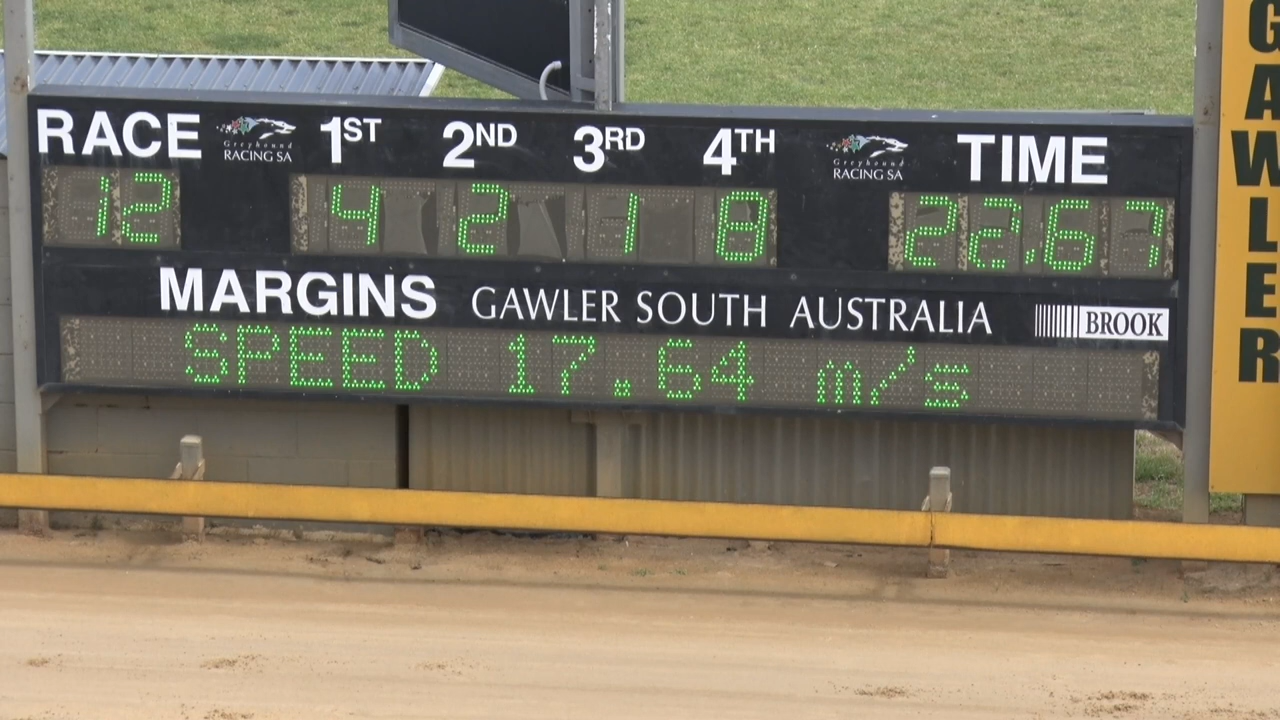 RACE 1ST 2ND 3RD 4TH TIME
Greyhound RACING SA
Greyhounds RACING SA
12 4 2 1 8 22.67
MARGINS GAWLER SOUTH AUSTRALIA BROOK
SPEED 17.64 m/s
GAWLER